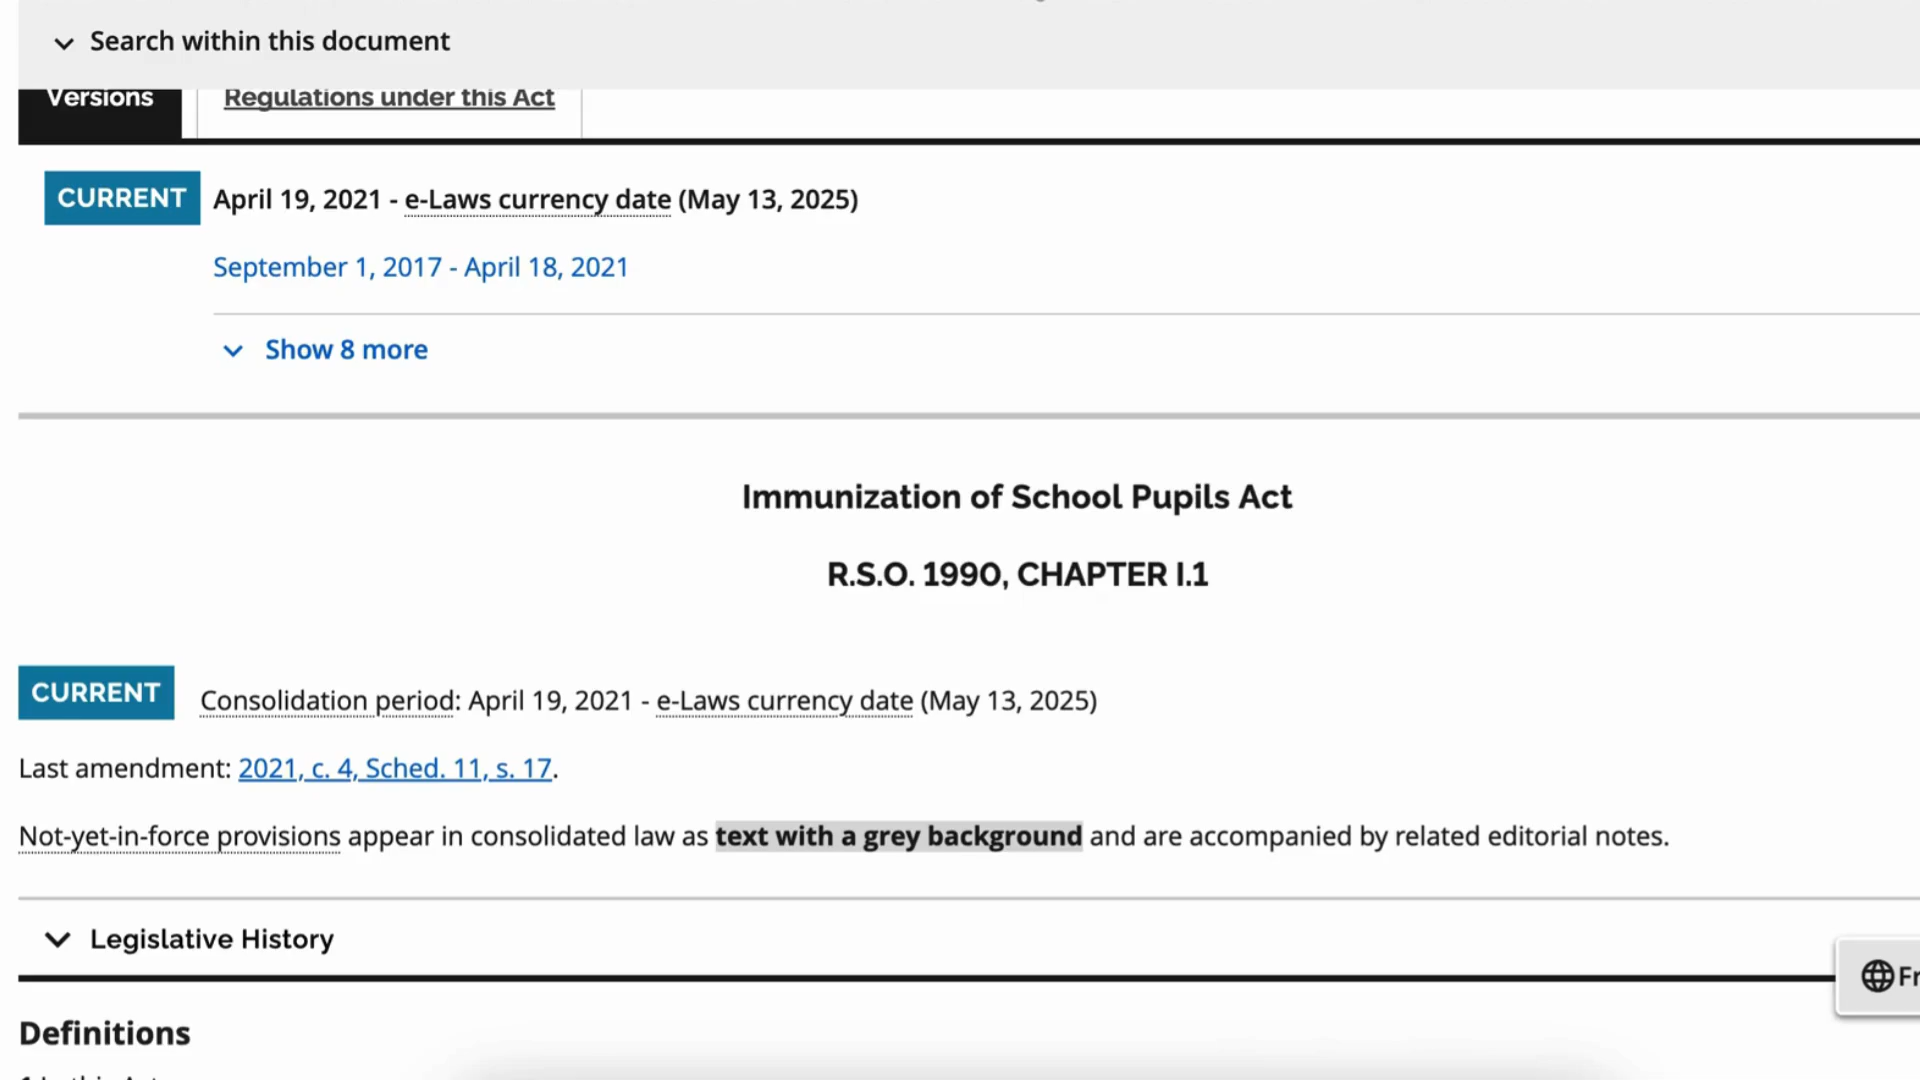 Search within this document
Versions
Regulations under this Act
CURRENT
April 19, 2021 - e-Laws currency date (May 13, 2025)
September 1, 2017 - April 18, 2021
Show 8 more
Immunization of School Pupils Act
R.S.O. 1990, CHAPTER I.1
CURRENT
Consolidation period: April 19, 2021 - e-Laws currency date (May 13, 2025)
Last amendment: 2021, c. 4, Sched. 11, s. 17.
Not-yet-in-force provisions appear in consolidated law as text with a grey background and are accompanied by related editorial notes.
Legislative History
Fr
Definitions